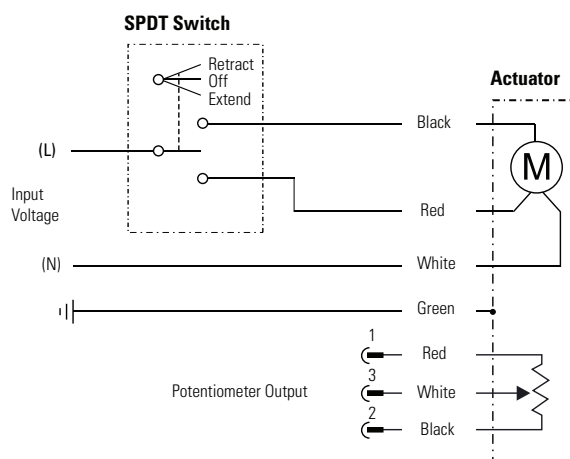 SPDT Switch
Retract
Off
Extend
Actuator
Black
(L)
M
Input
Voltage
Red
(N)
White
Green
1
Red
Potentiometer Output
3
White
2
Black